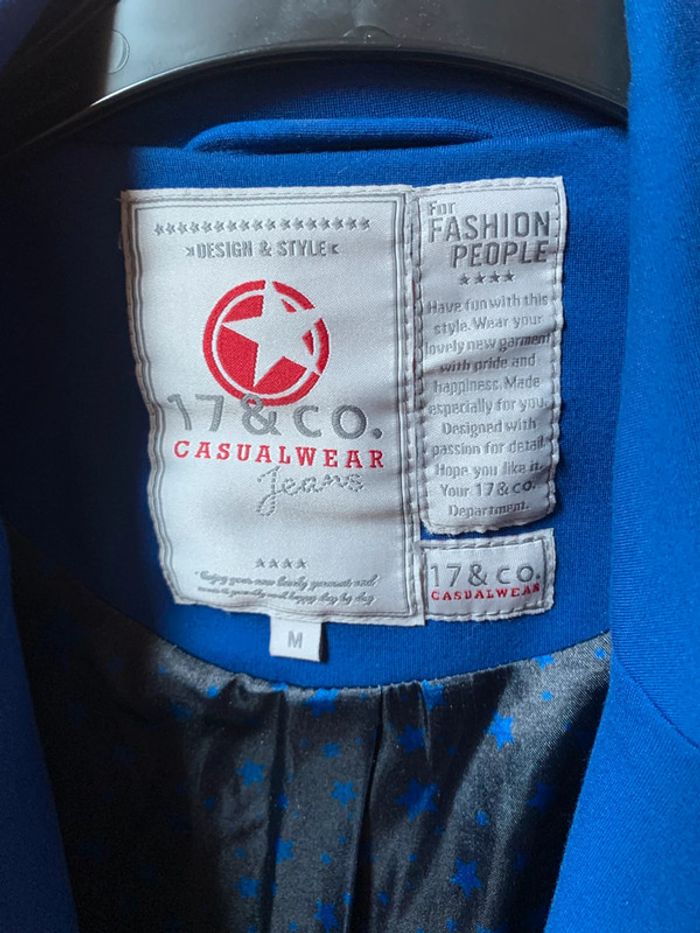 DESIGN & STYLE
17 & co.
CASUALWEAR
Jeans
For
FASHION
PEOPLE
Have fun with this
style. Wear your
lovely new garment
with pride and
happiness. Made
especially for you.
Designed with
passion for detail.
Hope you like it.
Your 17 & co.
Department.
17 & co.
CASUALWEAR
M